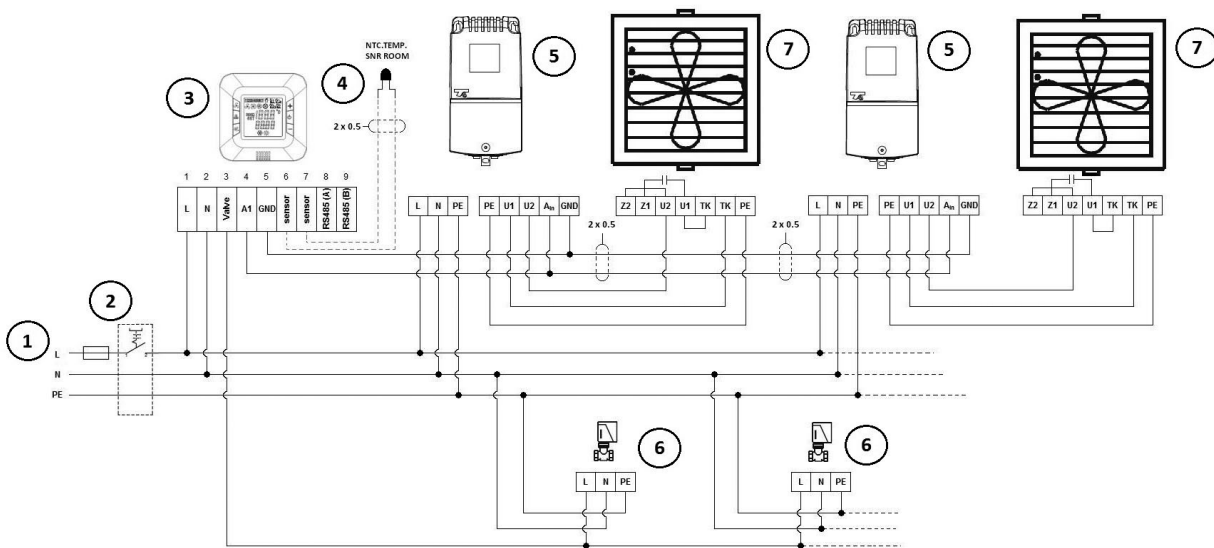 NTC.TEMP.
SNR ROOM
5
7
5
7
3
4
2 x 0.5
1 2 3 4 5 6 7 8 9
L N Valve A1 GND sensor sensor RS485 (A) RS485 (B)
L N PE
PE U1 U2 Ain GND
Z2 Z1 U2 U1 TK TK PE
L N PE
PE U1 U2 Ain GND
Z2 Z1 U2 U1 TK TK PE
2 x 0.5
2 x 0.5
2
1
L
N
PE
6
6
L N PE
L N PE